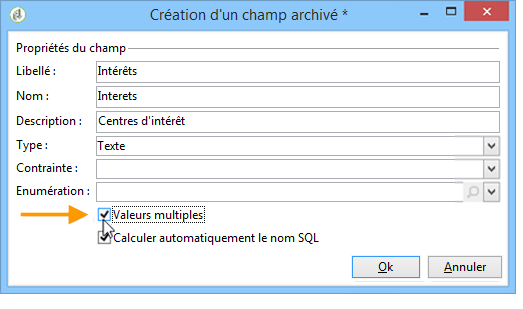 Création d'un champ archivé *
Propriétés du champ
Libellé : Intérêts
Nom : Interets
Description : Centres d'intérêt
Type : Texte
Contrainte :
Enumération :
Valeurs multiples
Calculer automatiquement le nom SQL
Ok Annuler